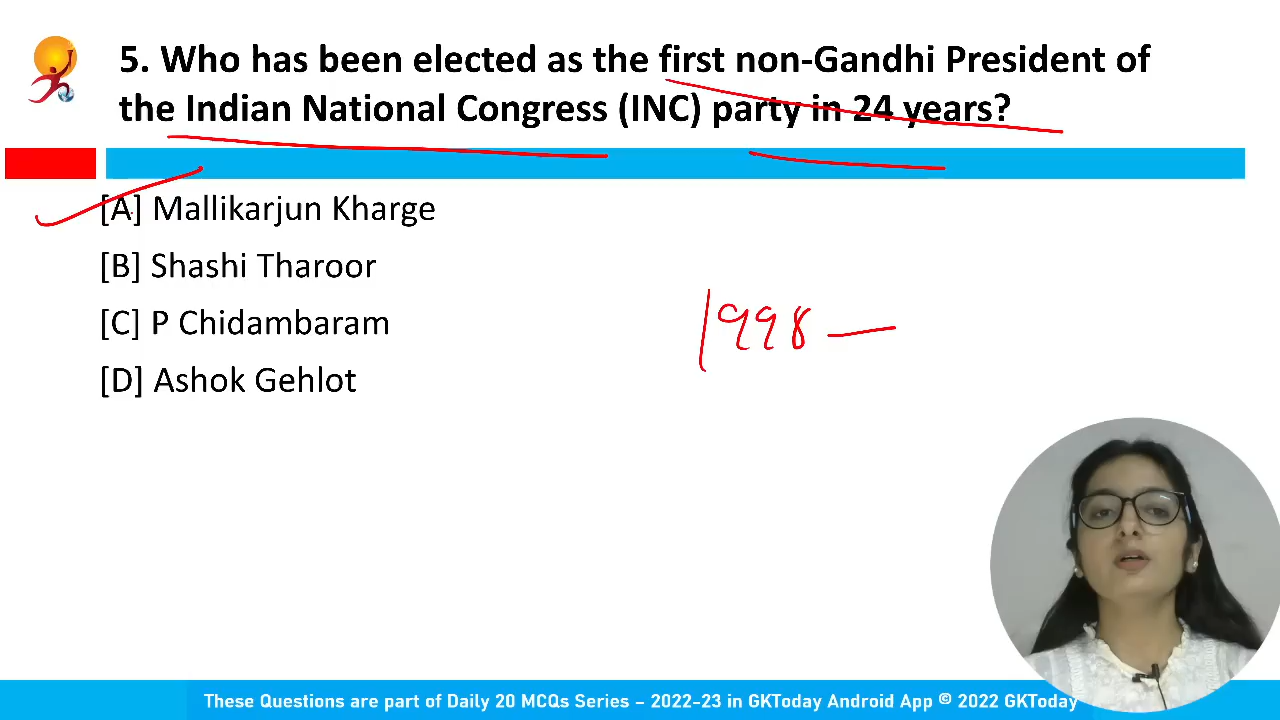 5. Who has been elected as the first non-Gandhi President of
the Indian National Congress (INC) party in 24 years?
[A] Mallikarjun Kharge
[B] Shashi Tharoor
[C] P Chidambaram
[D] Ashok Gehlot
1998 —
These Questions are part of Daily 20 MCQs Series – 2022-23 in GKToday Android App © 2022 GKToday